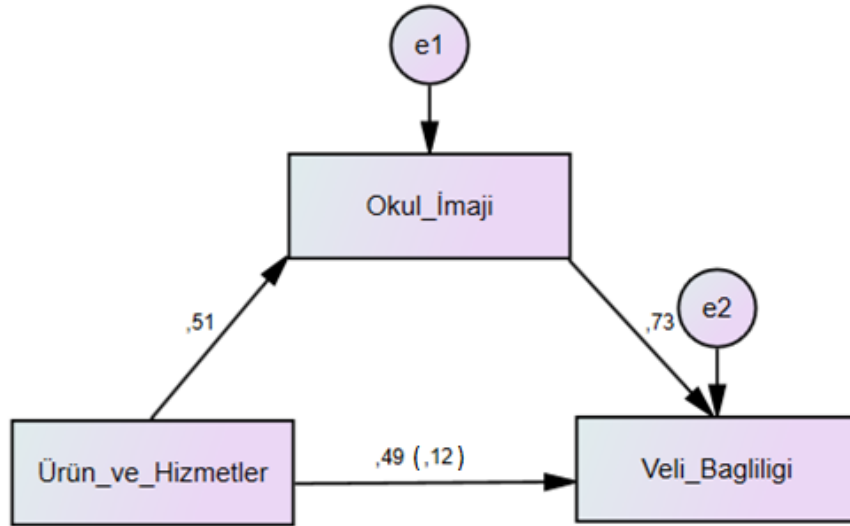 e1
Okul_İmaji
,51
,73
e2
Ürün_ve_Hizmetler
,49 (,12)
Veli_Bagliligi